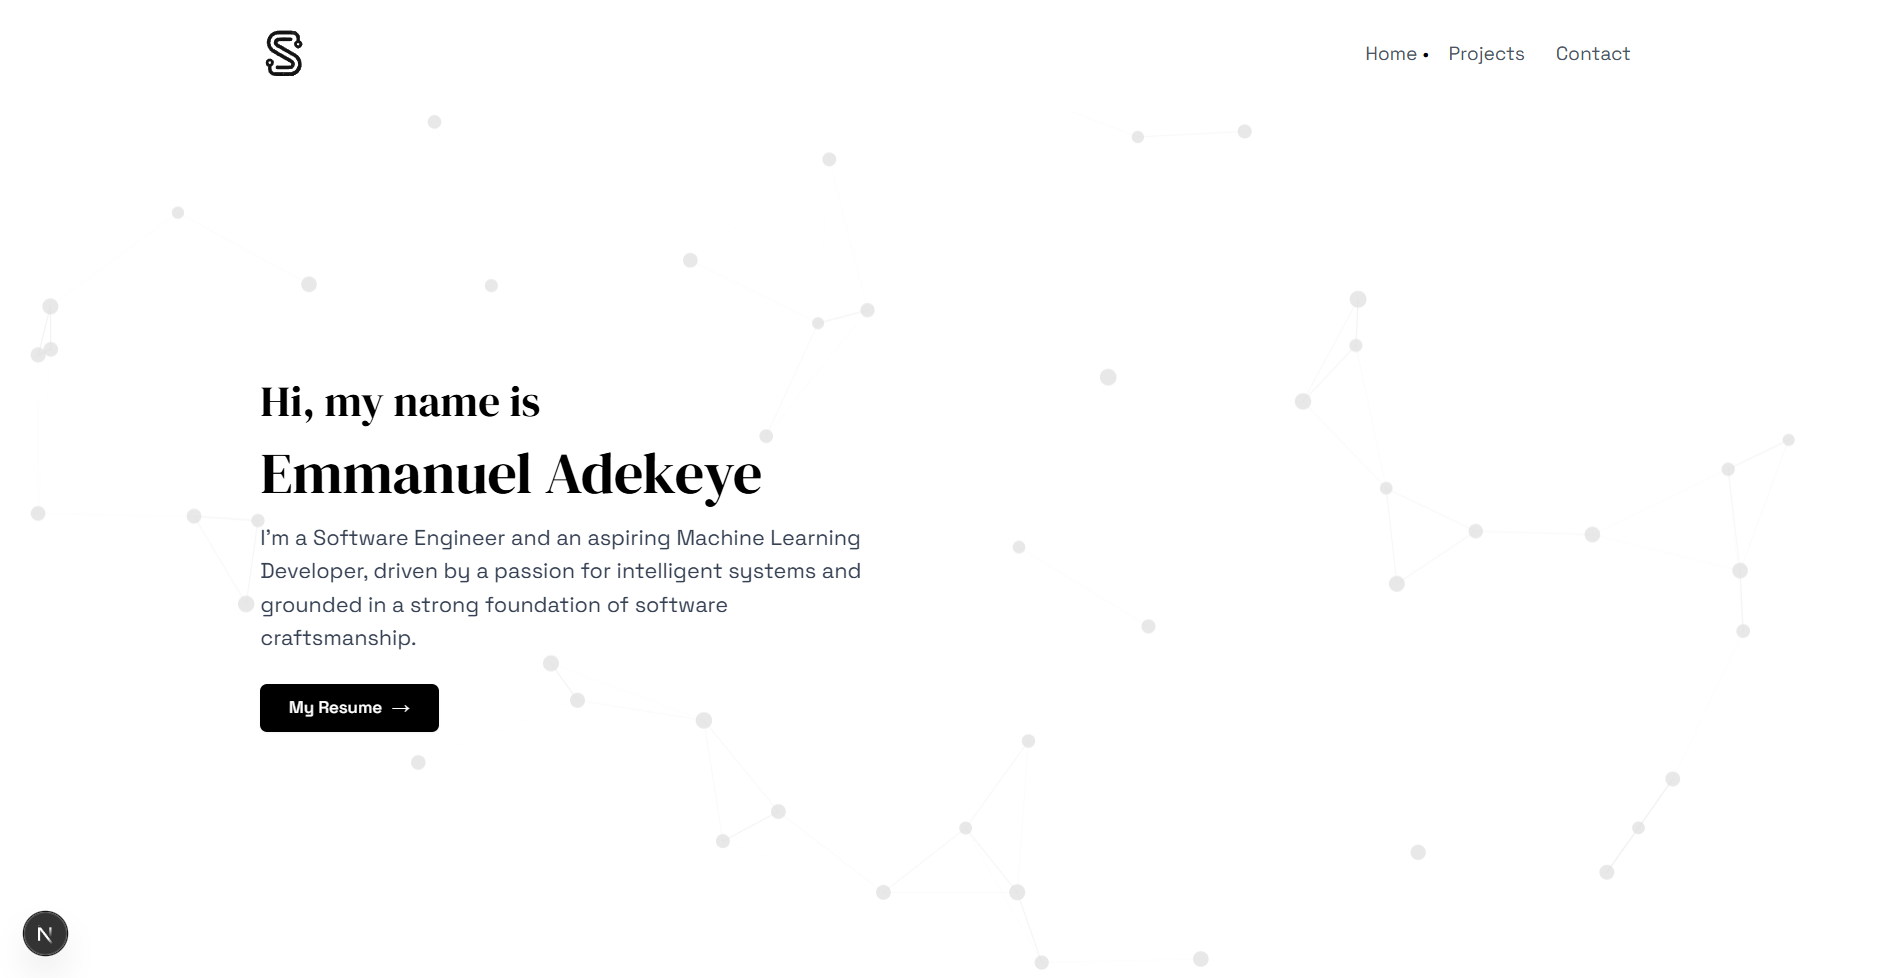 S
Home • Projects Contact
Hi, my name is
Emmanuel Adekeye
I'm a Software Engineer and an aspiring Machine Learning
Developer, driven by a passion for intelligent systems and
grounded in a strong foundation of software
craftsmanship.
My Resume →
N